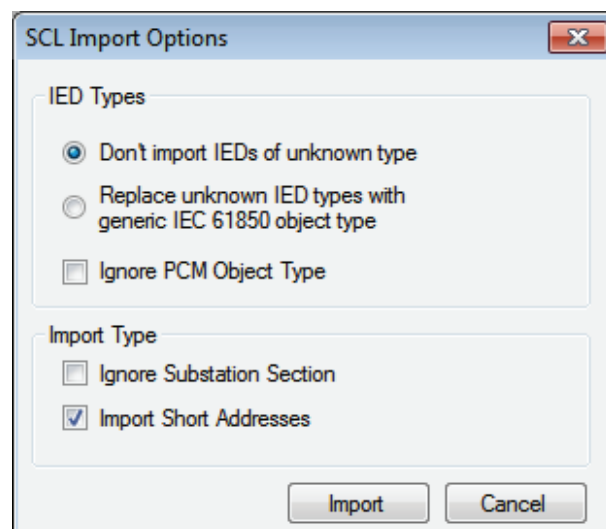 SCL Import Options
IED Types
Don't import IEDs of unknown type
Replace unknown IED types with
generic IEC 61850 object type
Ignore PCM Object Type
Import Type
Ignore Substation Section
Import Short Addresses
Import
Cancel